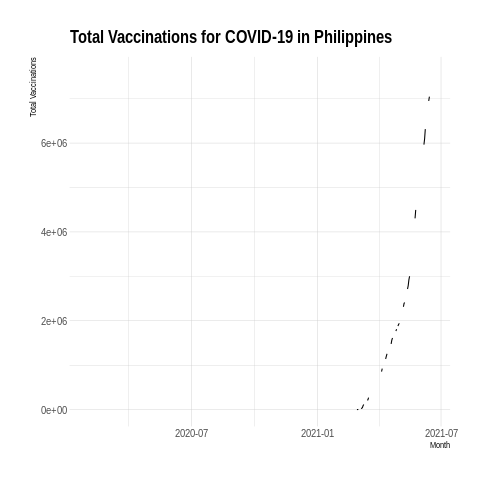 Total Vaccinations for COVID-19 in Philippines
Total Vaccinations
6e+06
4e+06
2e+06
0e+00
2020-07
2021-01
2021-07
Month